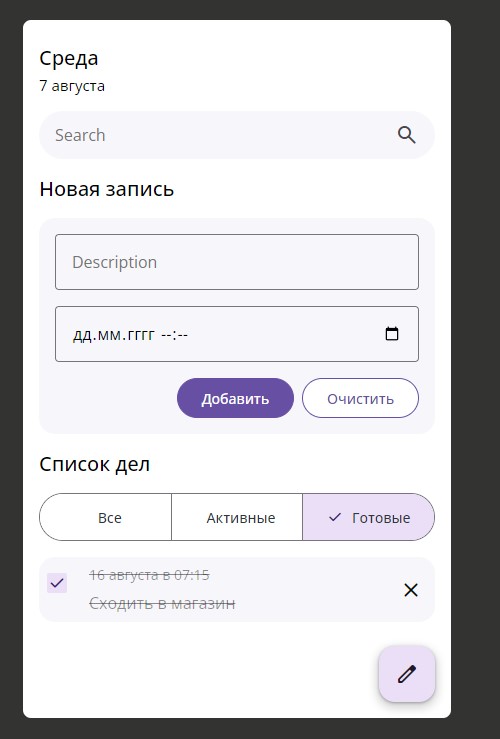 Среда
7 августа
Search
Новая запись
Description
дд.мм.гггг --:--
Добавить Очистить
Список дел
Все Активные Готовые
16 августа в 07:15
Сходить в магазин